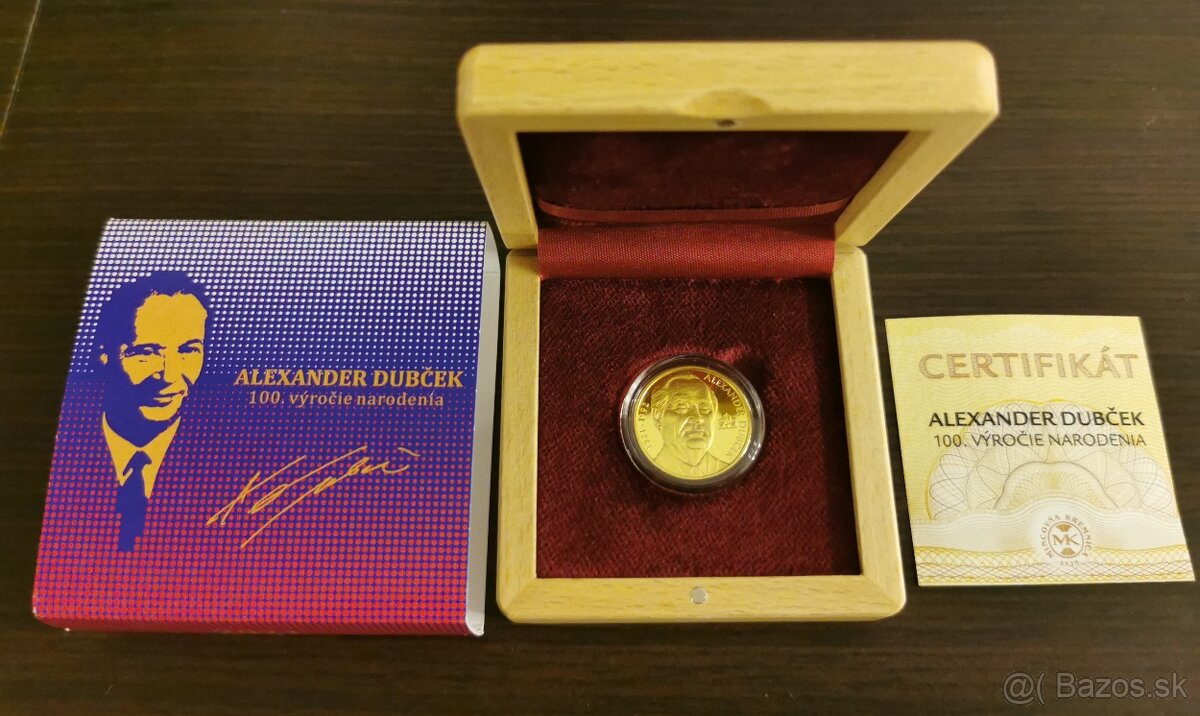 ALEXANDER DUBČEK
100. výročie narodenia
ALEXANDER DUBČEK
CERTIFIKÁT
ALEXANDER DUBČEK
100. VÝROČIE NARODENIA
MINCOVŇA KREMNICA
MK
@( Bazos.sk